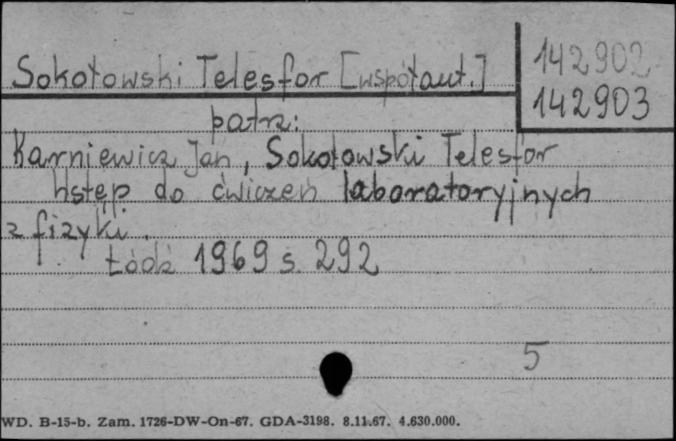 Sokołowski Telesfor [współaut.]
142902
142903
patrz:
Karniewicz Jan, Sokołowski Telesfor
Wstęp do ćwiczeń laboratoryjnych
z fizyki.
Łódź 1969 s. 292
5
WD. B-15-b. Zam. 1726-DW-On-67. GDA-3198. 8.11.67. 4.630.000.